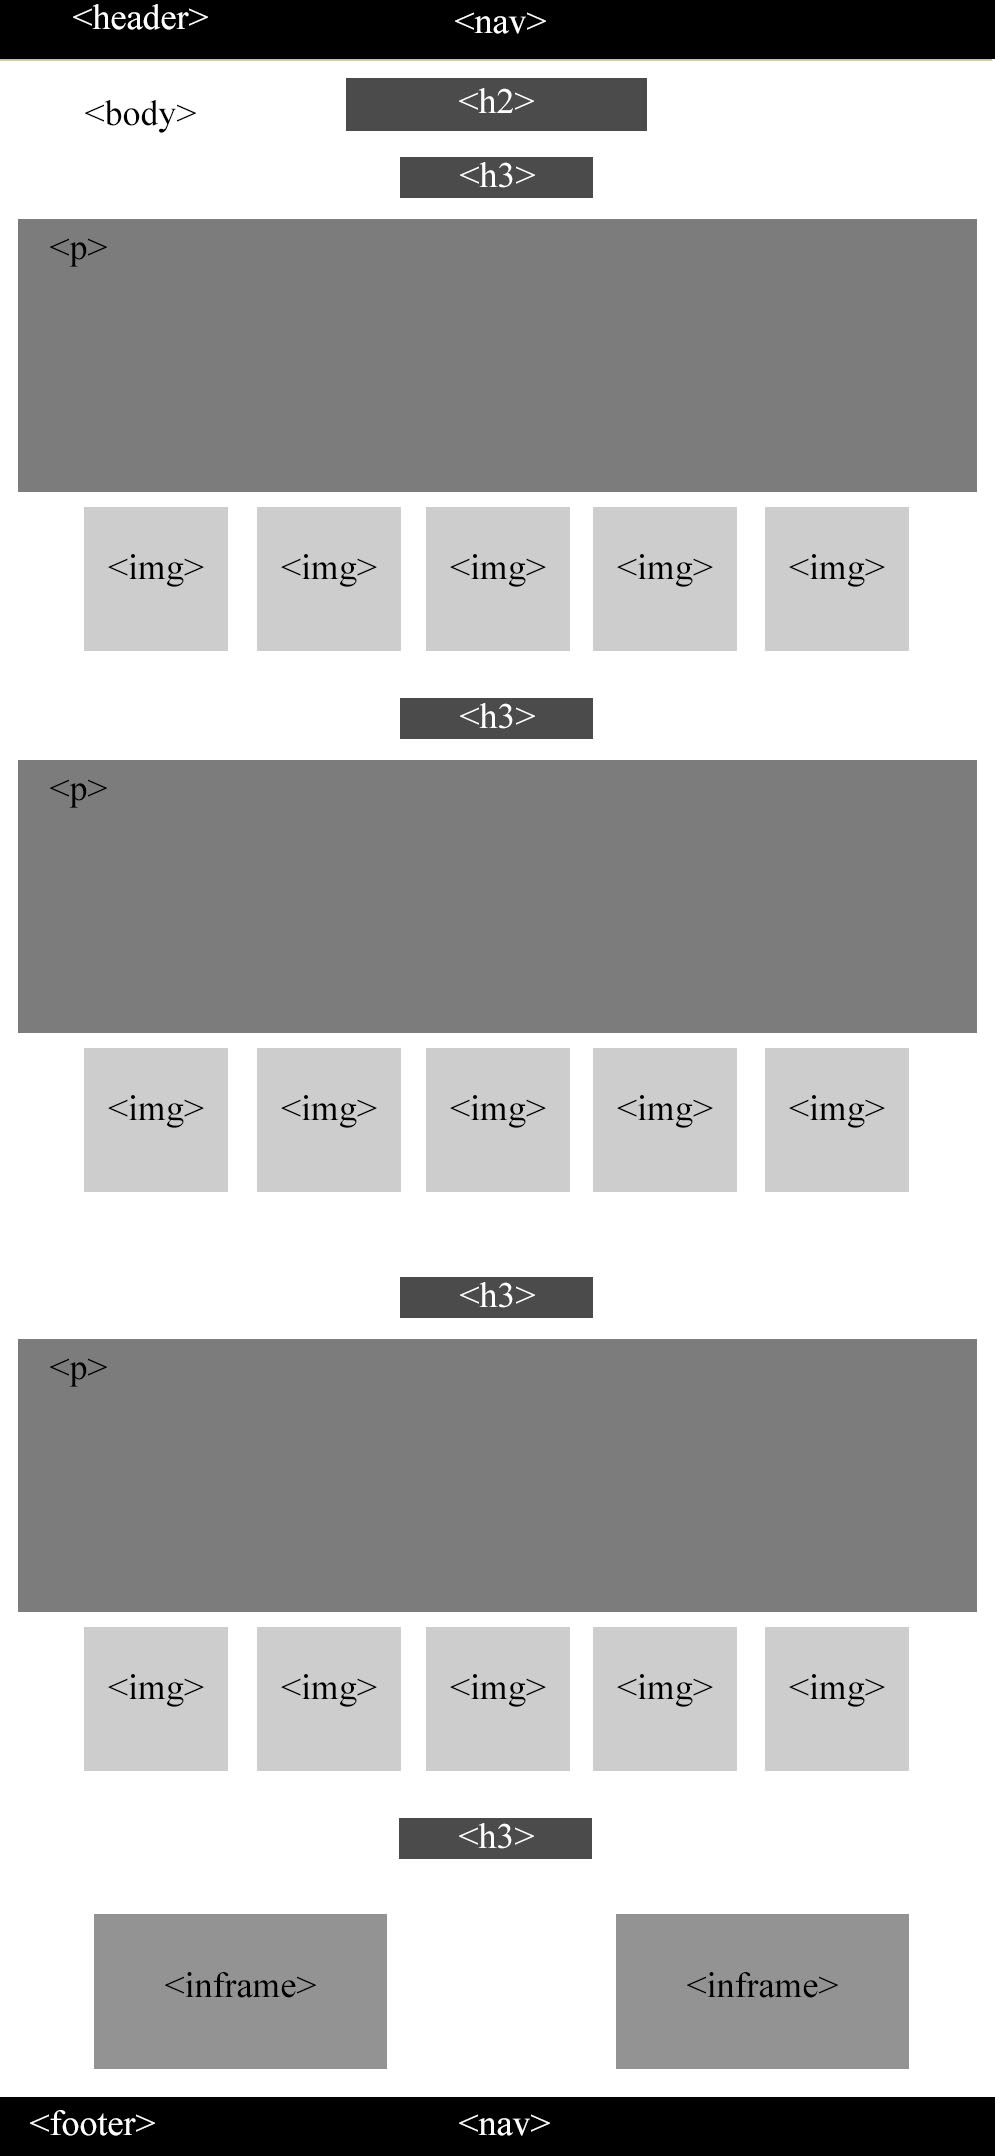 <header> <nav>
<body> <h2>
<h3>
<p>
<img> <img> <img> <img> <img>
<h3>
<p>
<img> <img> <img> <img> <img>
<h3>
<p>
<img> <img> <img> <img> <img>
<h3>
<inframe> <inframe>
<footer> <nav>